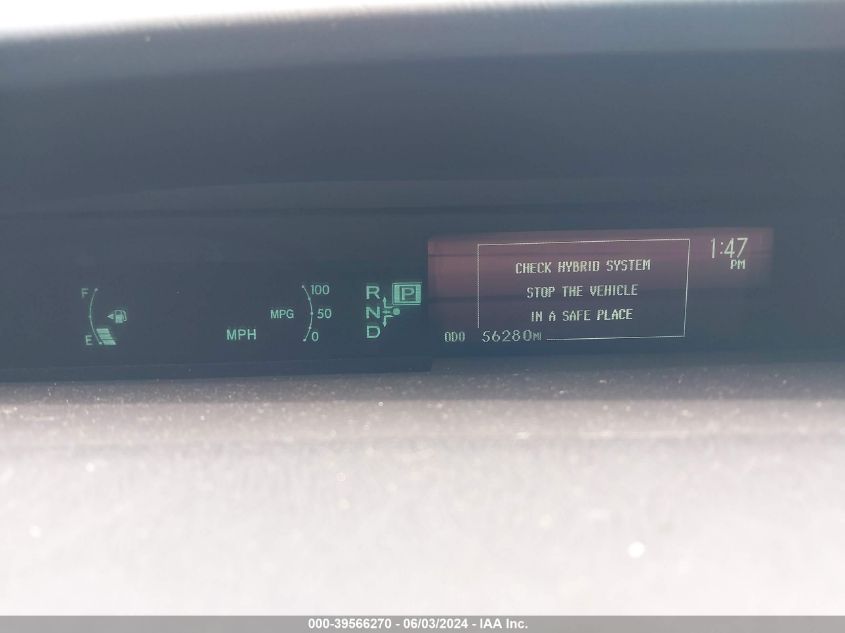 1:47
PM
CHECK HYBRID SYSTEM
STOP THE VEHICLE
IN A SAFE PLACE
ODO 56280MI
F
E
MPH
MPG
100
50
0
R
P
N
D
000-39566270 - 06/03/2024 - IAA Inc.